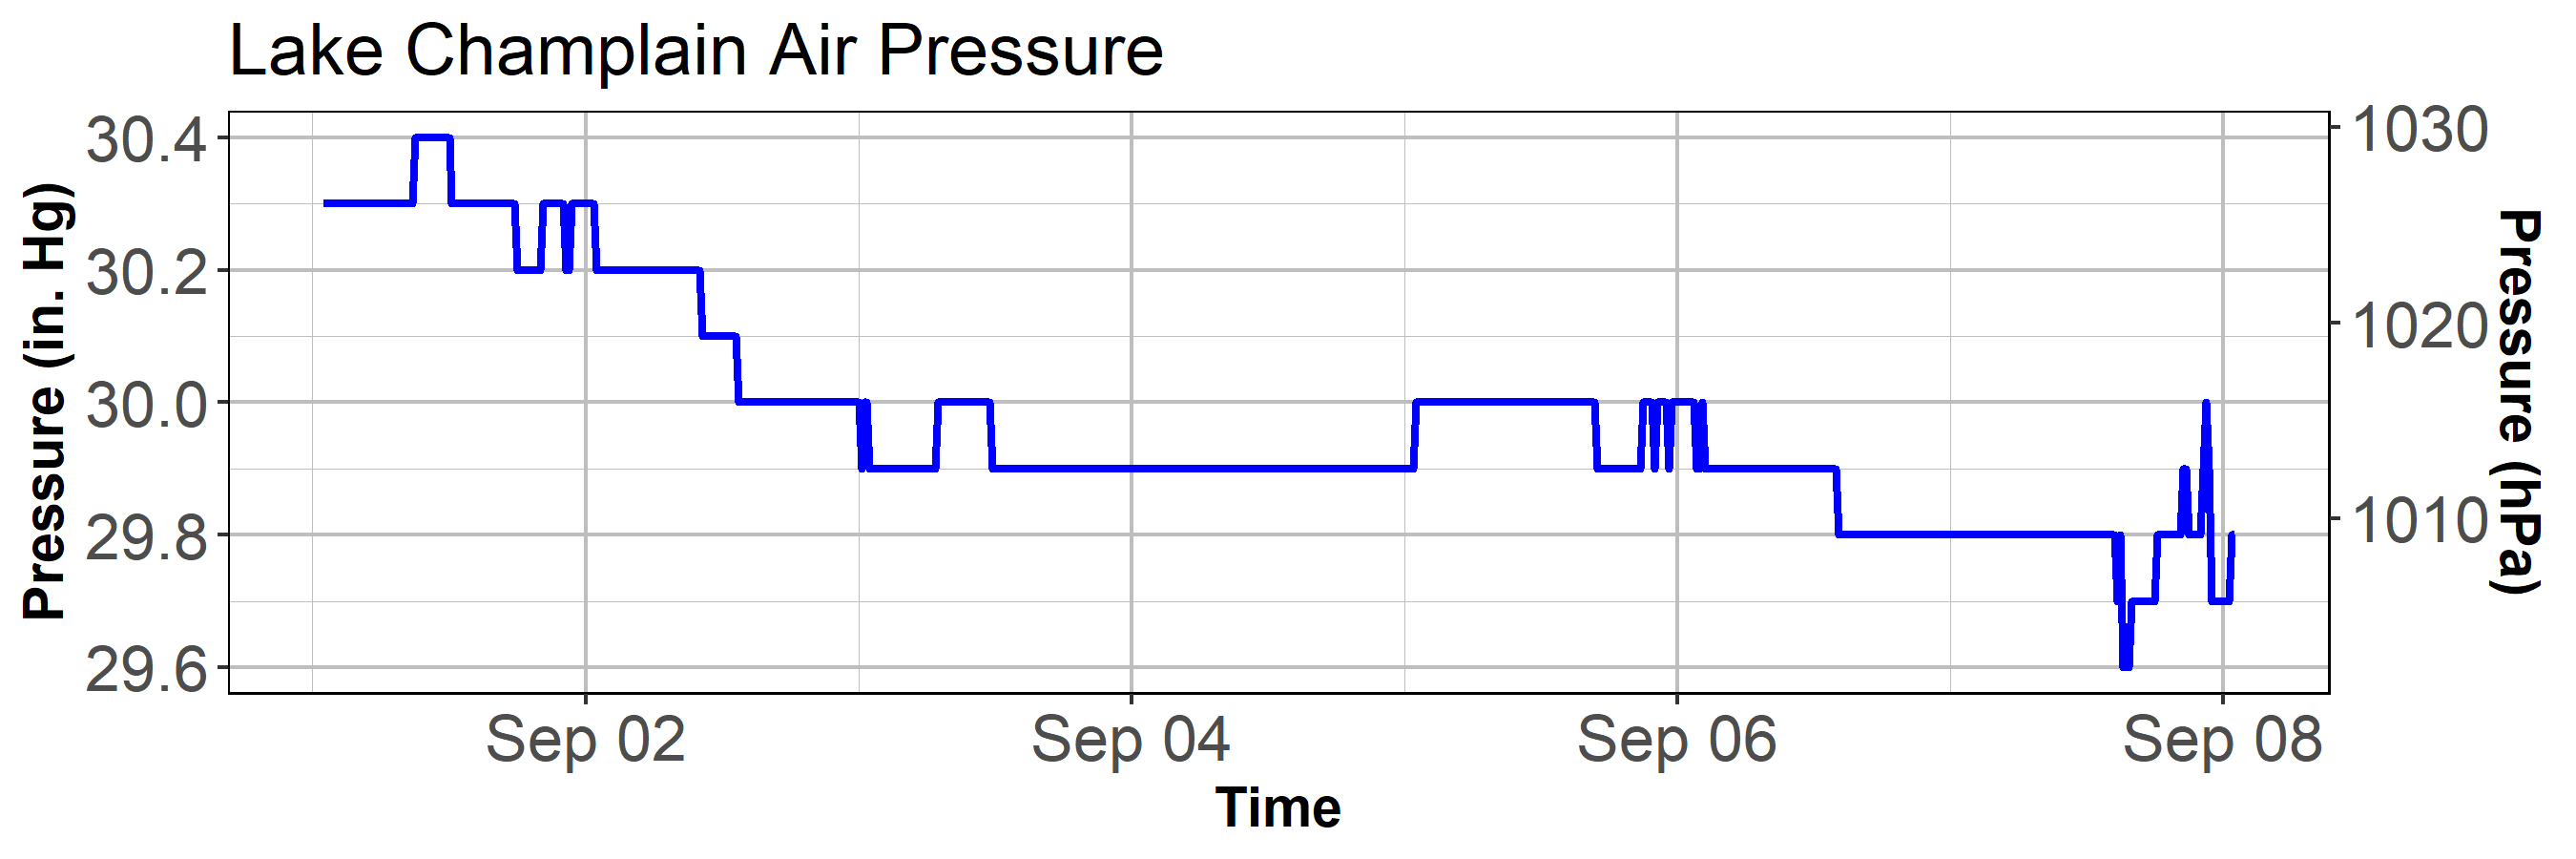 Lake Champlain Air Pressure
Pressure (in. Hg)
30.4
30.2
30.0
29.8
29.6
1030
1020
1010
Pressure (hPa)
Sep 02 Sep 04 Sep 06 Sep 08
Time